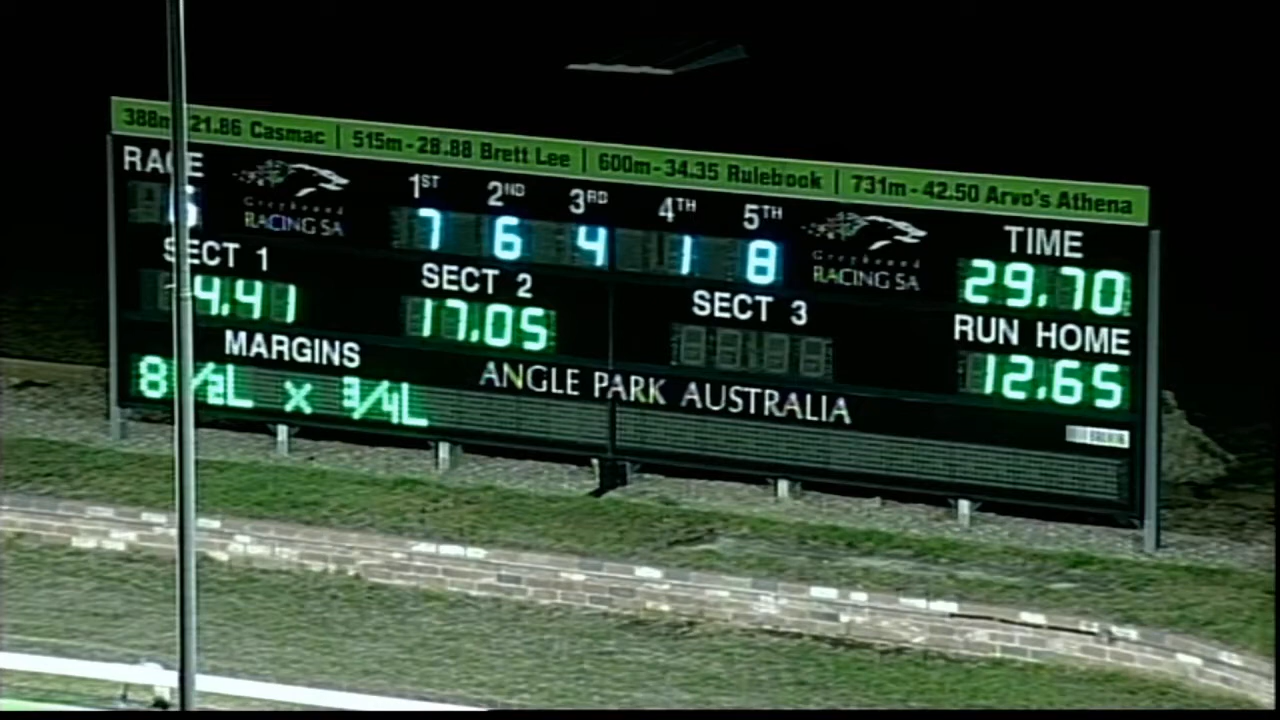 388m-21.86 Casmac | 515m-28.88 Brett Lee | 600m-34.35 Rulebook | 731m-42.50 Arvo's Athena
RACE 1ST 2ND 3RD 4TH 5TH TIME
6 7 6 4 1 8 29.70
Greyhound
RACING SA
Greyhound
RACING SA
SECT 1 SECT 2 SECT 3 RUN HOME
4.41 17.05 12.65
MARGINS
8 1/2L x 3/4L
ANGLE PARK AUSTRALIA